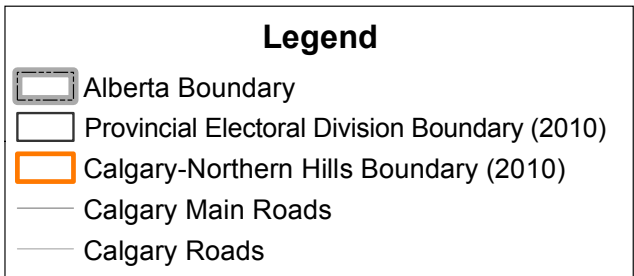 Legend
Alberta Boundary
Provincial Electoral Division Boundary (2010)
Calgary-Northern Hills Boundary (2010)
Calgary Main Roads
Calgary Roads